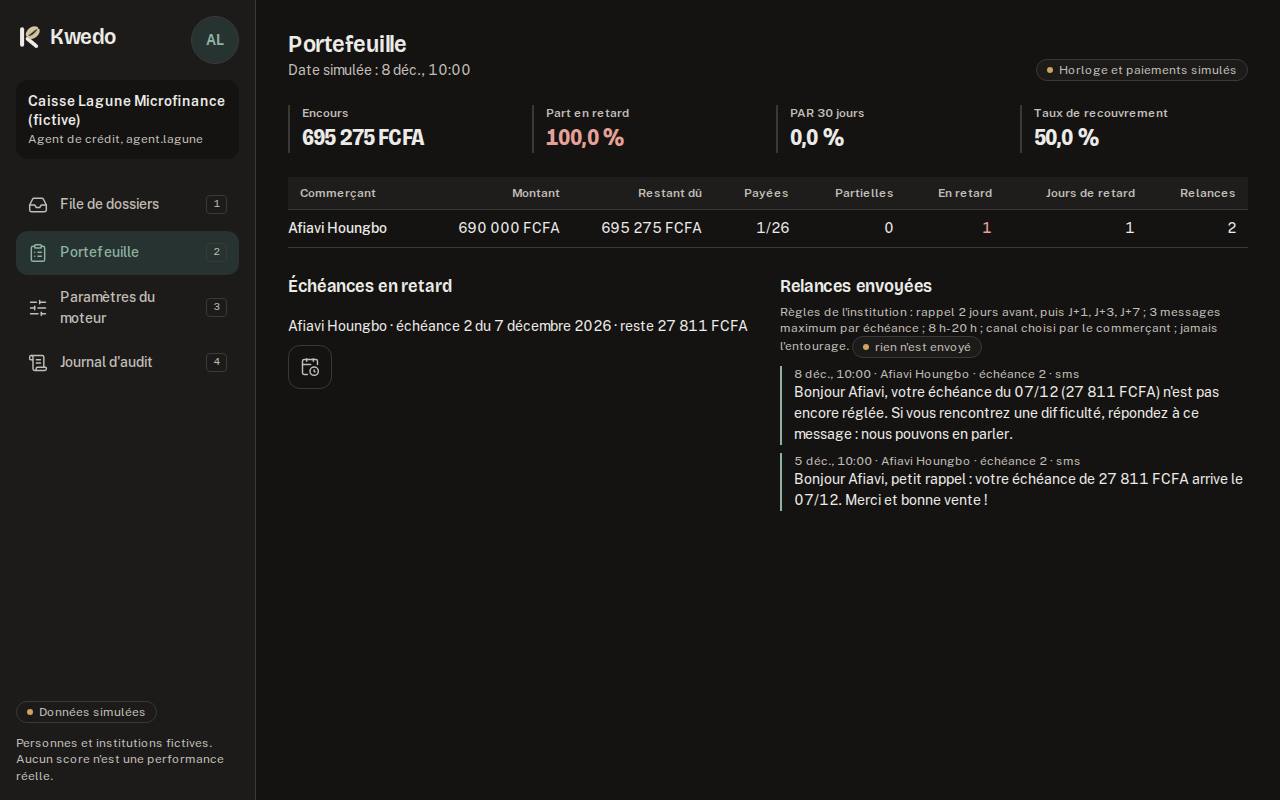 Kwedo
AL
Caisse Lagune Microfinance
(fictive)
Agent de crédit, agent.lagune
File de dossiers 1
Portefeuille 2
Paramètres du
moteur 3
Journal d'audit 4
Données simulées
Personnes et institutions fictives.
Aucun score n'est une performance
réelle.
Portefeuille
Date simulée : 8 déc., 10:00
Horloge et paiements simulés
Encours
695 275 FCFA
Part en retard
100,0 %
PAR 30 jours
0,0 %
Taux de recouvrement
50,0 %
Commerçant Montant Restant dû Payées Partielles En retard Jours de retard Relances
Afiavi Houngbo 690 000 FCFA 695 275 FCFA 1/26 0 1 1 2
Échéances en retard
Afiavi Houngbo · échéance 2 du 7 décembre 2026 · reste 27 811 FCFA
Relances envoyées
Règles de l'institution : rappel 2 jours avant, puis J+1, J+3, J+7 ; 3 messages
maximum par échéance ; 8 h-20 h ; canal choisi par le commerçant ; jamais
l'entourage. rien n'est envoyé
8 déc., 10:00 · Afiavi Houngbo · échéance 2 · sms
Bonjour Afiavi, votre échéance du 07/12 (27 811 FCFA) n'est pas
encore réglée. Si vous rencontrez une difficulté, répondez à ce
message : nous pouvons en parler.
5 déc., 10:00 · Afiavi Houngbo · échéance 2 · sms
Bonjour Afiavi, petit rappel : votre échéance de 27 811 FCFA arrive le
07/12. Merci et bonne vente !